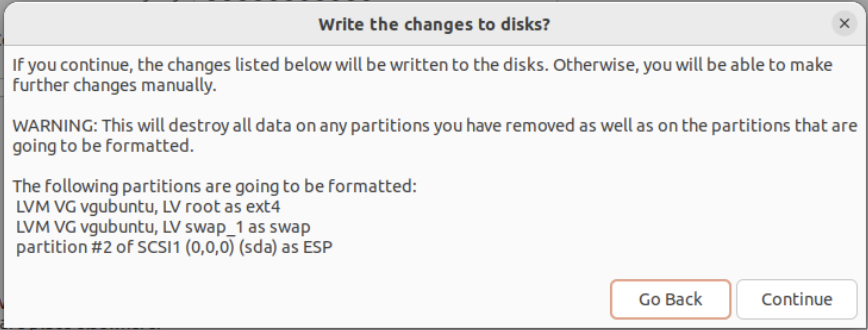 Write the changes to disks?
If you continue, the changes listed below will be written to the disks. Otherwise, you will be able to make
further changes manually.
WARNING: This will destroy all data on any partitions you have removed as well as on the partitions that are
going to be formatted.
The following partitions are going to be formatted:
LVM VG vgubuntu, LV root as ext4
LVM VG vgubuntu, LV swap_1 as swap
partition #2 of SCSI1 (0,0,0) (sda) as ESP
Go Back
Continue